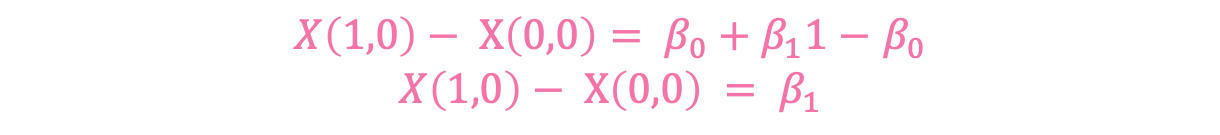 X(1,0) − X(0,0) = β₀ + β₁1 − β₀
X(1,0) − X(0,0) = β₁